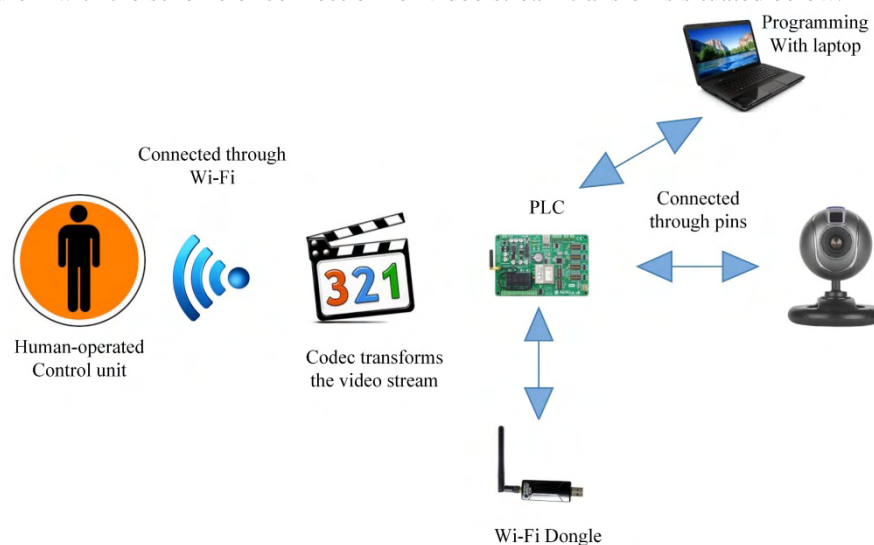 Programming
With laptop
Connected through
Wi-Fi
PLC
Connected
through pins
321
Human-operated
Control unit
Codec transforms
the video stream
Wi-Fi Dongle